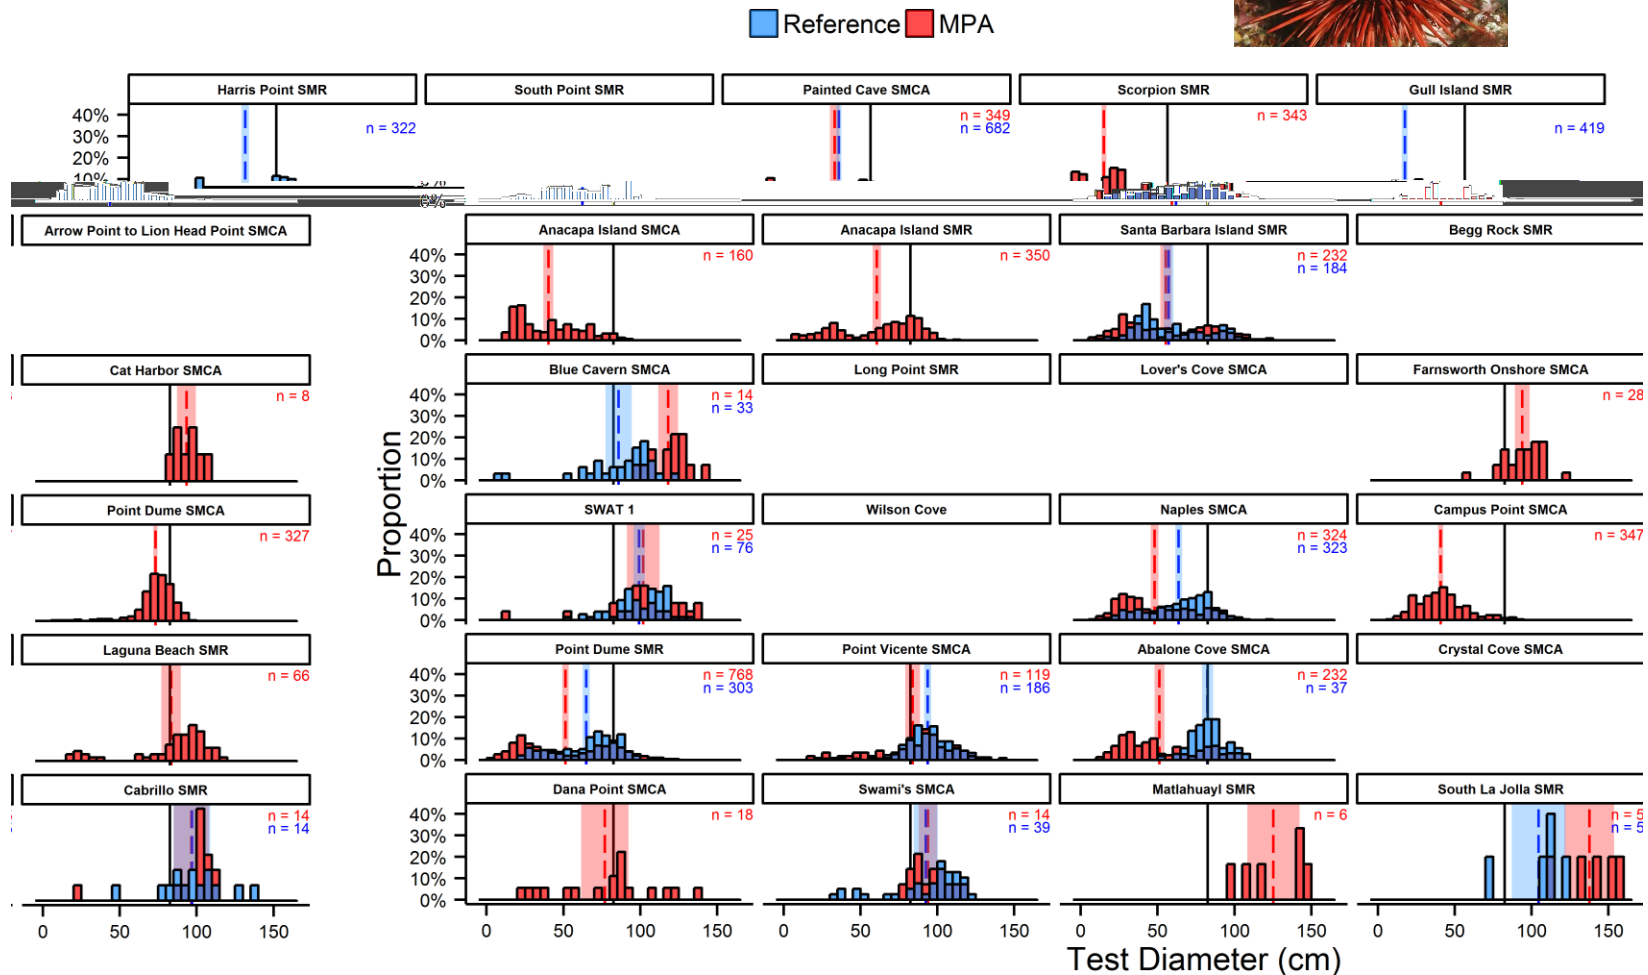 Reference MPA
Harris Point SMR South Point SMR Painted Cave SMCA Scorpion SMR Gull Island SMR
40% n = 349 n = 343
30% n = 322 n = 682 n = 419
20%
10%
Arrow Point to Lion Head Point SMCA Anacapa Island SMCA Anacapa Island SMR Santa Barbara Island SMR Begg Rock SMR
40% n = 160 n = 350 n = 232
30% n = 184
20%
10%
0%
Cat Harbor SMCA Blue Cavern SMCA Long Point SMR Lover's Cove SMCA Farnsworth Onshore SMCA
n = 8 40% n = 14 n = 28
30% n = 33
20%
10%
0%
Proportion
Point Dume SMCA SWAT 1 Wilson Cove Naples SMCA Campus Point SMCA
n = 327 40% n = 25 n = 324 n = 347
30% n = 76 n = 323
20%
10%
0%
Laguna Beach SMR Point Dume SMR Point Vicente SMCA Abalone Cove SMCA Crystal Cove SMCA
n = 66 40% n = 768 n = 119 n = 232
30% n = 303 n = 186 n = 37
20%
10%
0%
Cabrillo SMR Dana Point SMCA Swami's SMCA Matlahuayl SMR South La Jolla SMR
n = 14 40% n = 18 n = 14 n = 6 n = 5
n = 14 30% n = 39 n = 5
20%
10%
0%
0 50 100 150 0 50 100 150 0 50 100 150 0 50 100 150 0 50 100 150
Test Diameter (cm)